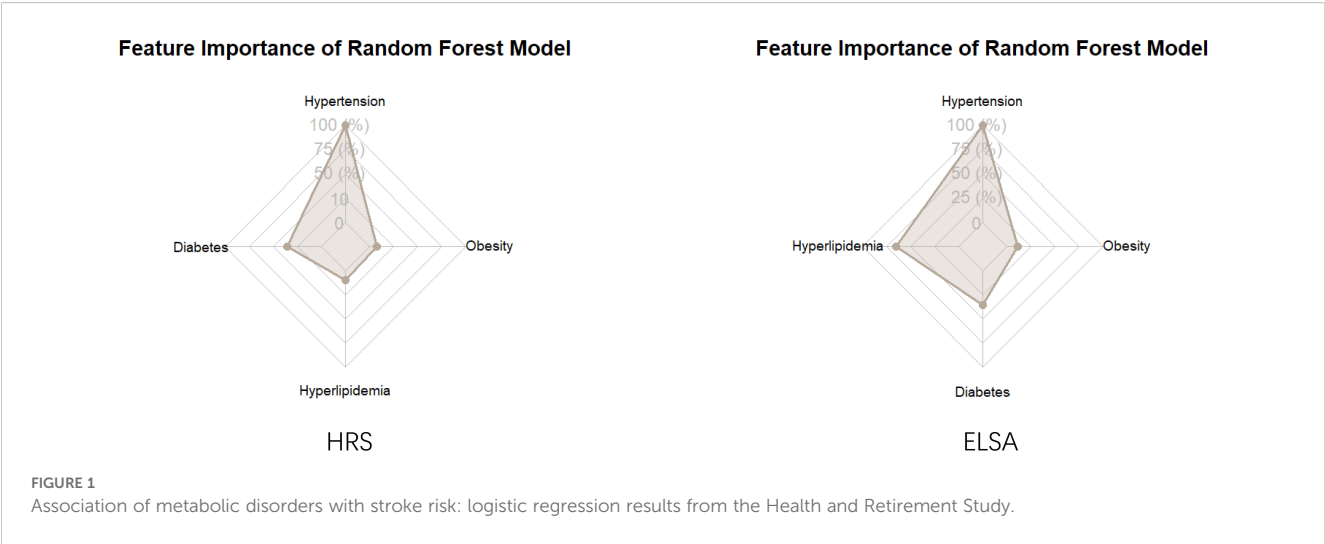 Feature Importance of Random Forest Model
Hypertension
100 (%)
75 (%)
50 (%)
10
0
Diabetes
Obesity
Hyperlipidemia
HRS
Feature Importance of Random Forest Model
Hypertension
100 (%)
75 (%)
50 (%)
25 (%)
0
Hyperlipidemia
Obesity
Diabetes
ELSA
FIGURE 1
Association of metabolic disorders with stroke risk: logistic regression results from the Health and Retirement Study.